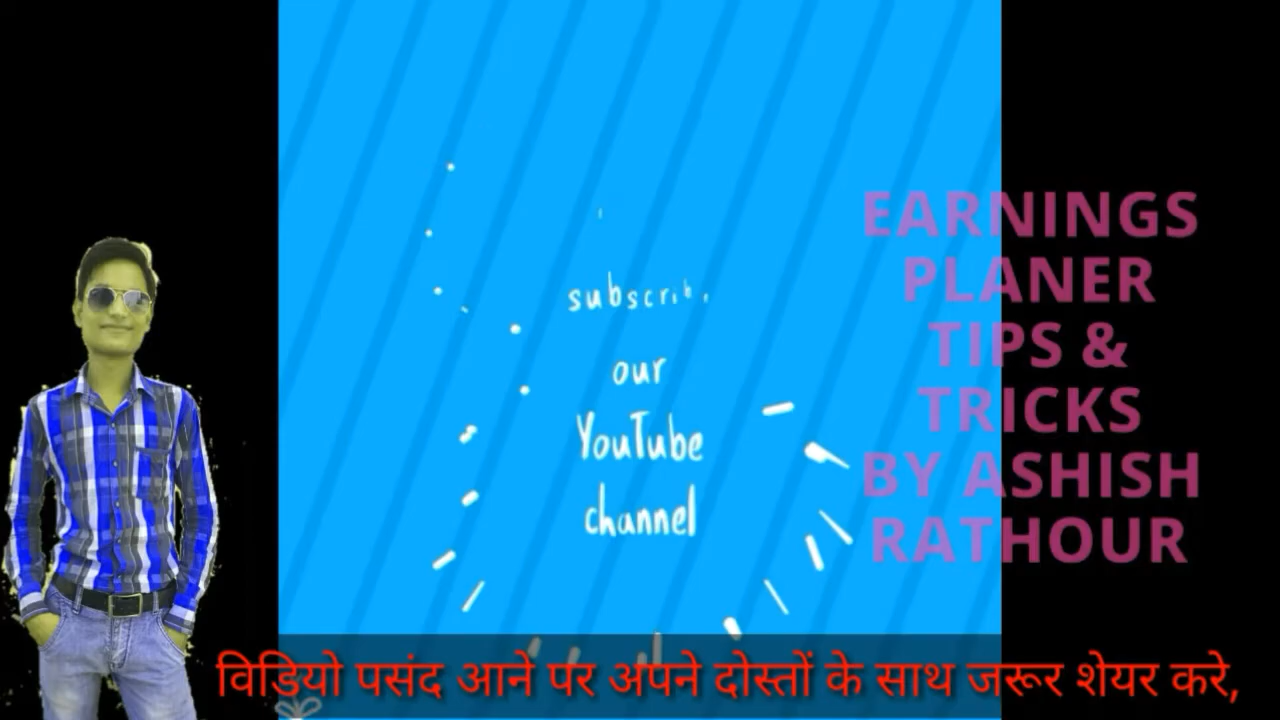 subscrib
our
YouTube
channel
EARNINGS
PLANER
TIPS &
TRICKS
BY ASHISH
RATHOUR
विडियो पसंद आने पर अपने दोस्तों के साथ जरूर शेयर करे,